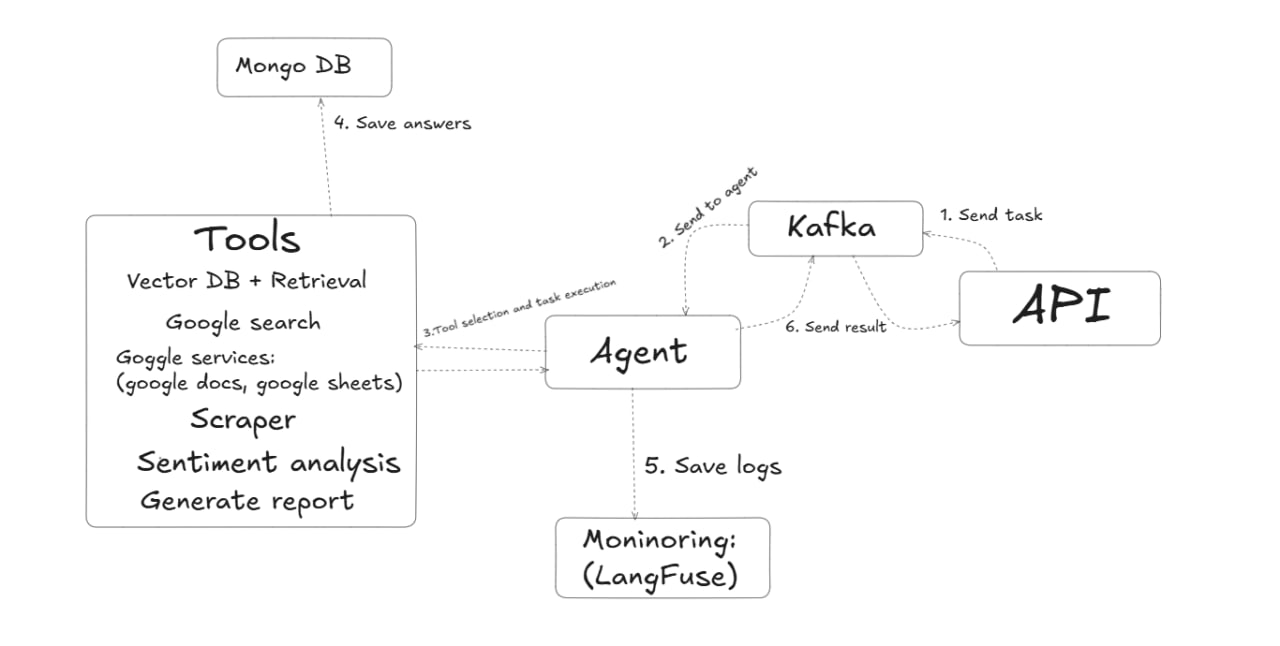 Mongo DB
4. Save answers
2. Send to agent
Kafka
1. Send task
Tools
Vector DB + Retrieval
Google search
Goggle services:
(google docs, google sheets)
Scraper
Sentiment analysis
Generate report
3.Tool selection and task execution
Agent
6. Send result
API
5. Save logs
Moninoring:
(LangFuse)